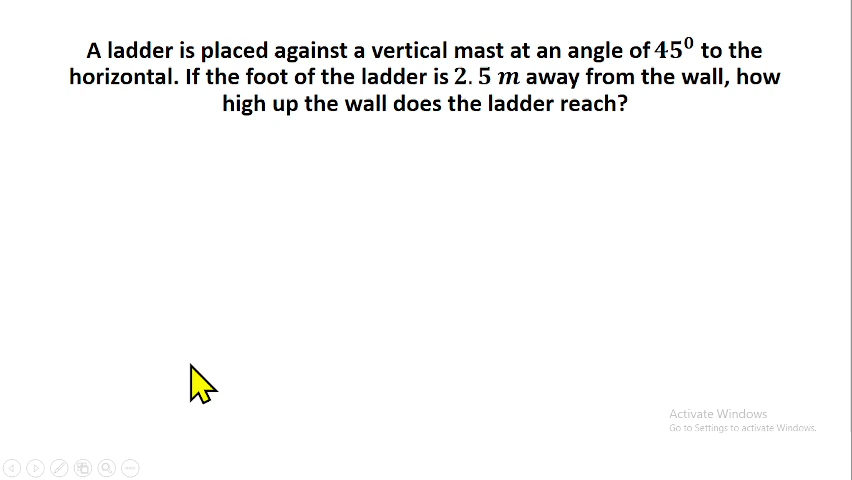 A ladder is placed against a vertical mast at an angle of 45⁰ to the
horizontal. If the foot of the ladder is 2. 5 m away from the wall, how
high up the wall does the ladder reach?
Activate Windows
Go to Settings to activate Windows.